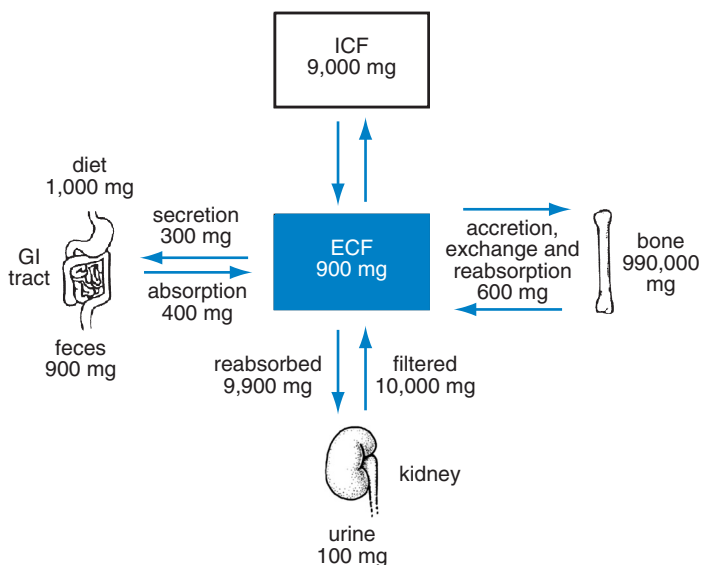 ICF
9,000 mg
diet
1,000 mg
secretion
300 mg
GI
tract
absorption
400 mg
feces
900 mg
ECF
900 mg
accretion,
exchange and
reabsorption
600 mg
bone
990,000
mg
reabsorbed
9,900 mg
filtered
10,000 mg
kidney
urine
100 mg